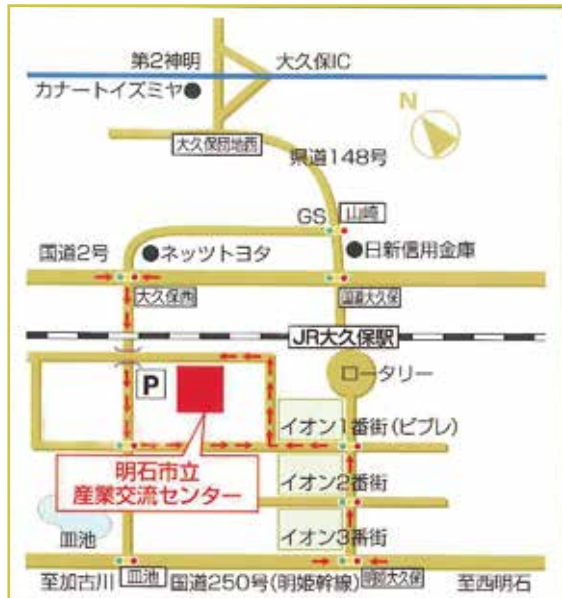 第2神明
大久保IC
カナートイズミヤ
N
大久保団地西
県道148号
GS
山崎
国道2号
ネッツトヨタ
日新信用金庫
大久保西
国道大久保
JR大久保駅
P
ロータリー
イオン1番街(ビブレ)
明石市立
産業交流センター
イオン2番街
イオン3番街
皿池
至加古川
皿池
国道250号(明姫幹線)
明姫大久保
至西明石